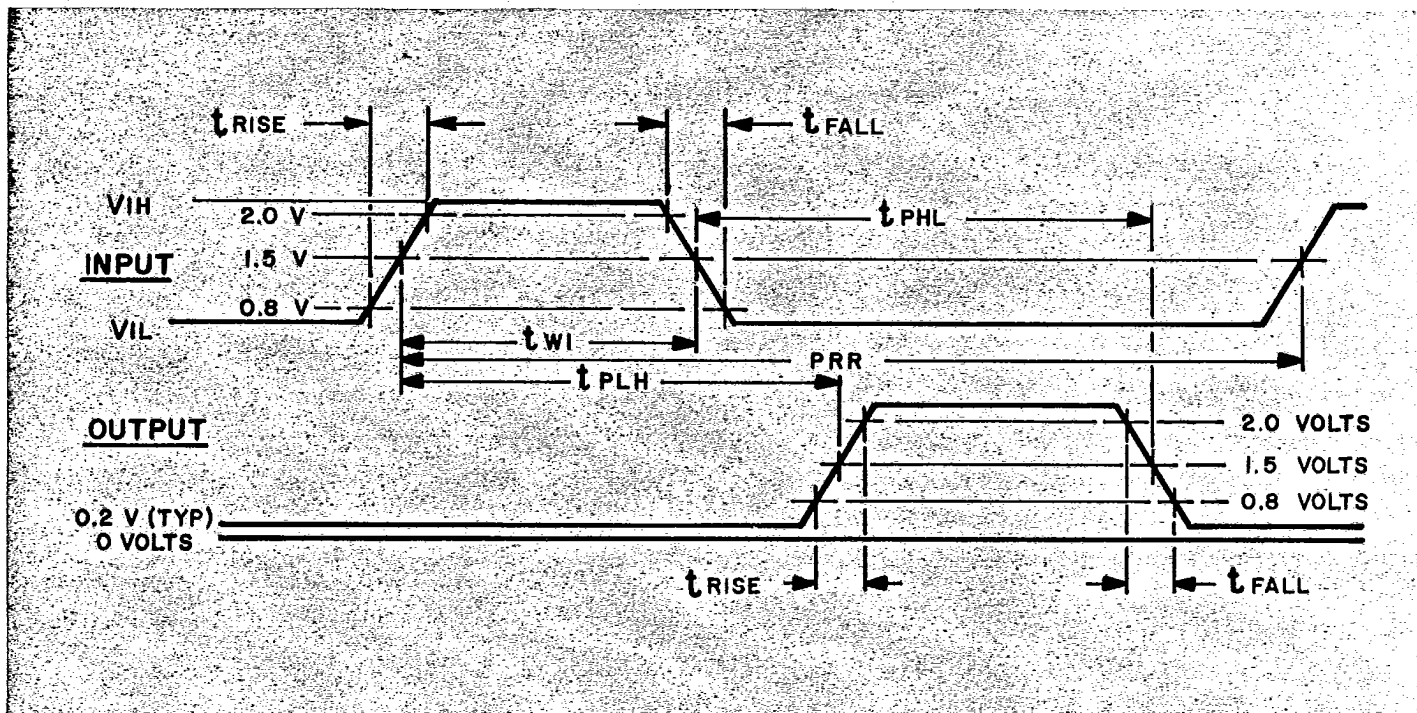 tRISE tFALL
VIH
2.0 V
tPHL
INPUT 1.5 V
0.8 V
VIL
tWI
PRR
tPLH
OUTPUT
2.0 VOLTS
1.5 VOLTS
0.8 VOLTS
0.2 V (TYP)
0 VOLTS
tRISE tFALL